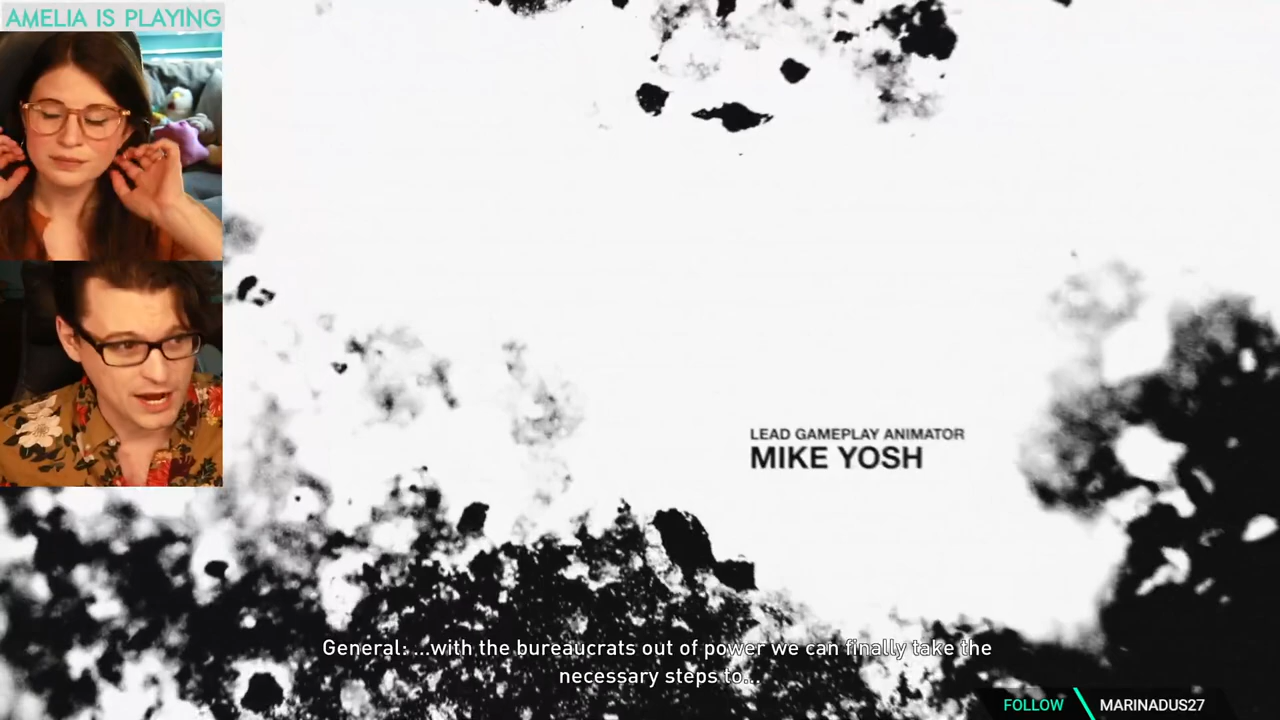 AMELIA IS PLAYING
LEAD GAMEPLAY ANIMATOR
MIKE YOSH
General: ...with the bureaucrats out of power we can finally take the
necessary steps to...
FOLLOW MARINADUS27